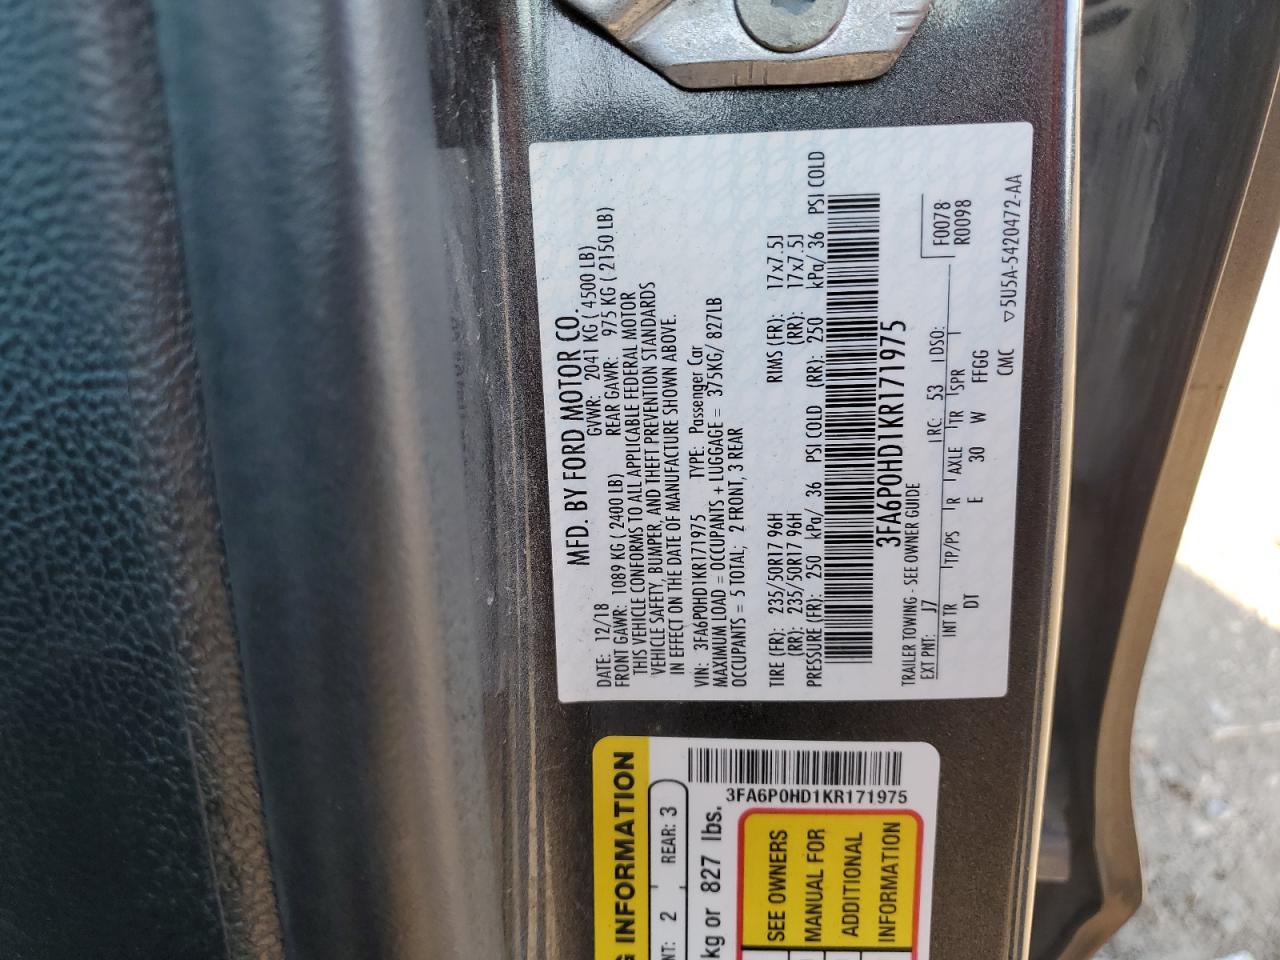 MFD. BY FORD MOTOR CO.
DATE: 12/18 GVWR: 2041 KG ( 4500 LB)
FRONT GAWR: 1089 KG ( 2400 LB) REAR GAWR: 975 KG ( 2150 LB)
THIS VEHICLE CONFORMS TO ALL APPLICABLE FEDERAL MOTOR
VEHICLE SAFETY, BUMPER, AND THEFT PREVENTION STANDARDS
IN EFFECT ON THE DATE OF MANUFACTURE SHOWN ABOVE.
VIN: 3FA6P0HD1KR171975 TYPE: Passenger Car
MAXIMUM LOAD = OCCUPANTS + LUGGAGE = 375KG/ 827LB
OCCUPANTS = 5 TOTAL; 2 FRONT, 3 REAR
TIRE (FR): 235/50R17 96H RIMS (FR): 17x7.5J
(RR): 235/50R17 96H (RR): 17x7.5J
PRESSURE (FR): 250 kPa/ 36 PSI COLD (RR): 250 kPa/ 36 PSI COLD
3FA6P0HD1KR171975
TRAILER TOWING - SEE OWNER GUIDE
EXT PNT: J7 RC: 53 DSO: F0078
INT TR TP/PS R AXLE TR SPR R0098
DT E 30 W FFGG
CMC ▽5U5A-5420472-AA
INFORMATION
NT: 2 REAR: 3
kg or 827 lbs.
3FA6P0HD1KR171975
SEE OWNERS
MANUAL FOR
ADDITIONAL
INFORMATION